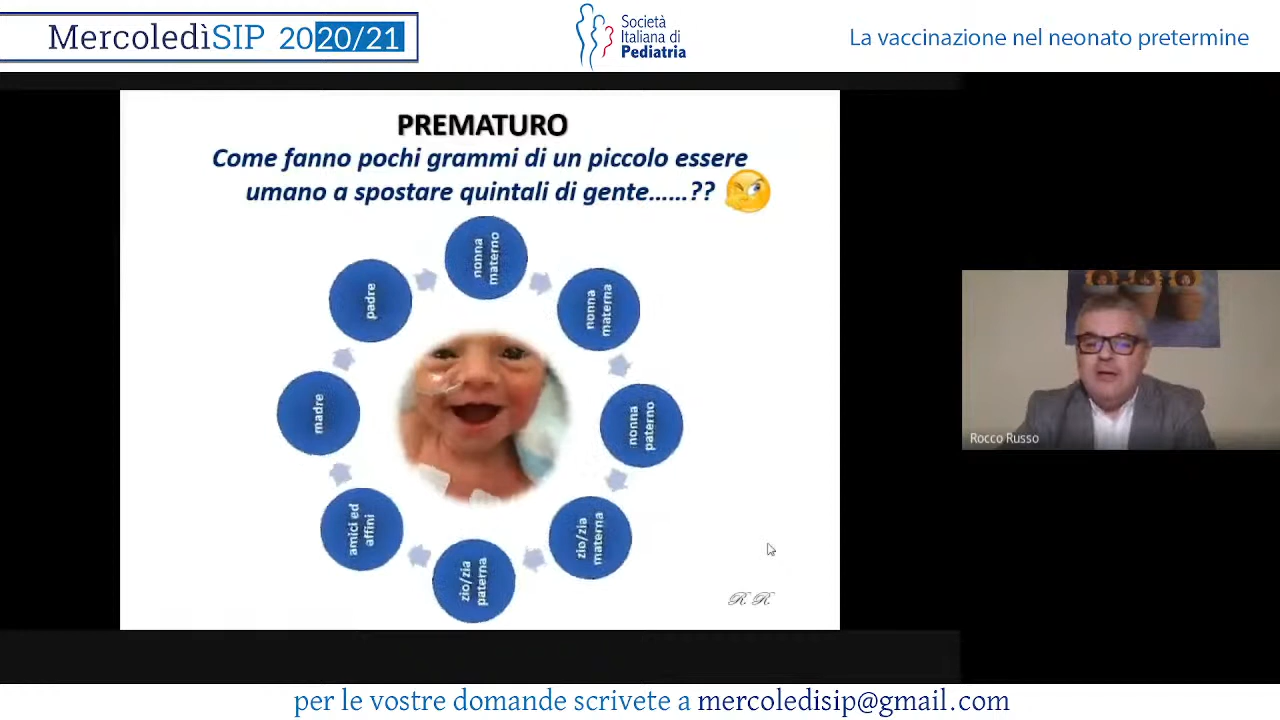 MercoledìSIP 2020/21
Società
Italiana di
Pediatria
La vaccinazione nel neonato pretermine
PREMATURO
Come fanno pochi grammi di un piccolo essere
umano a spostare quintali di gente......??
nonna
materno
nonna
materna
nonna
paterno
zio/zia
materna
zio/zia
paterna
amici ed
affini
madre
padre
R. R.
Rocco Russo
per le vostre domande scrivete a mercoledisip@gmail.com